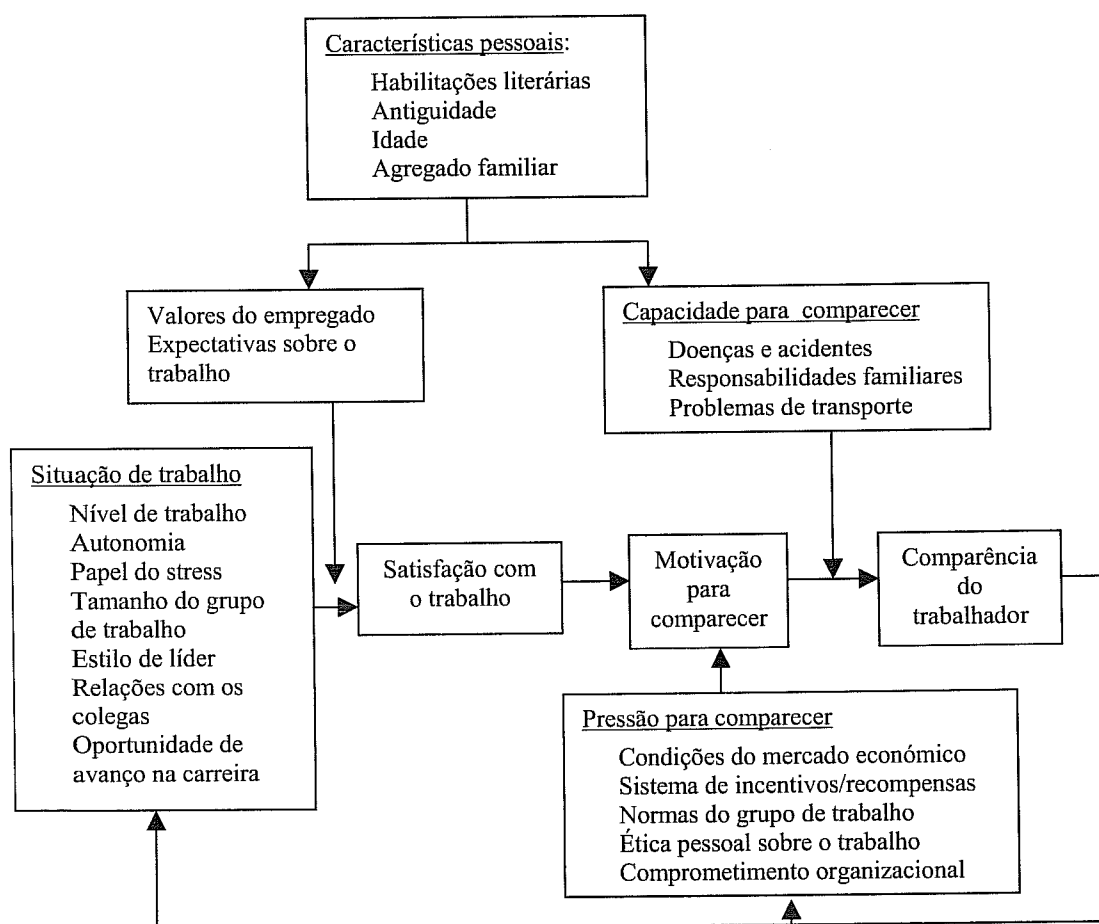 Características pessoais:
Habilitações literárias
Antiguidade
Idade
Agregado familiar
Valores do empregado
Expectativas sobre o
trabalho
Capacidade para comparecer
Doenças e acidentes
Responsabilidades familiares
Problemas de transporte
Situação de trabalho
Nível de trabalho
Autonomia
Papel do stress
Tamanho do grupo
de trabalho
Estilo de líder
Relações com os
colegas
Oportunidade de
avanço na carreira
Satisfação com
o trabalho
Motivação
para
comparecer
Comparência
do
trabalhador
Pressão para comparecer
Condições do mercado económico
Sistema de incentivos/recompensas
Normas do grupo de trabalho
Ética pessoal sobre o trabalho
Comprometimento organizacional